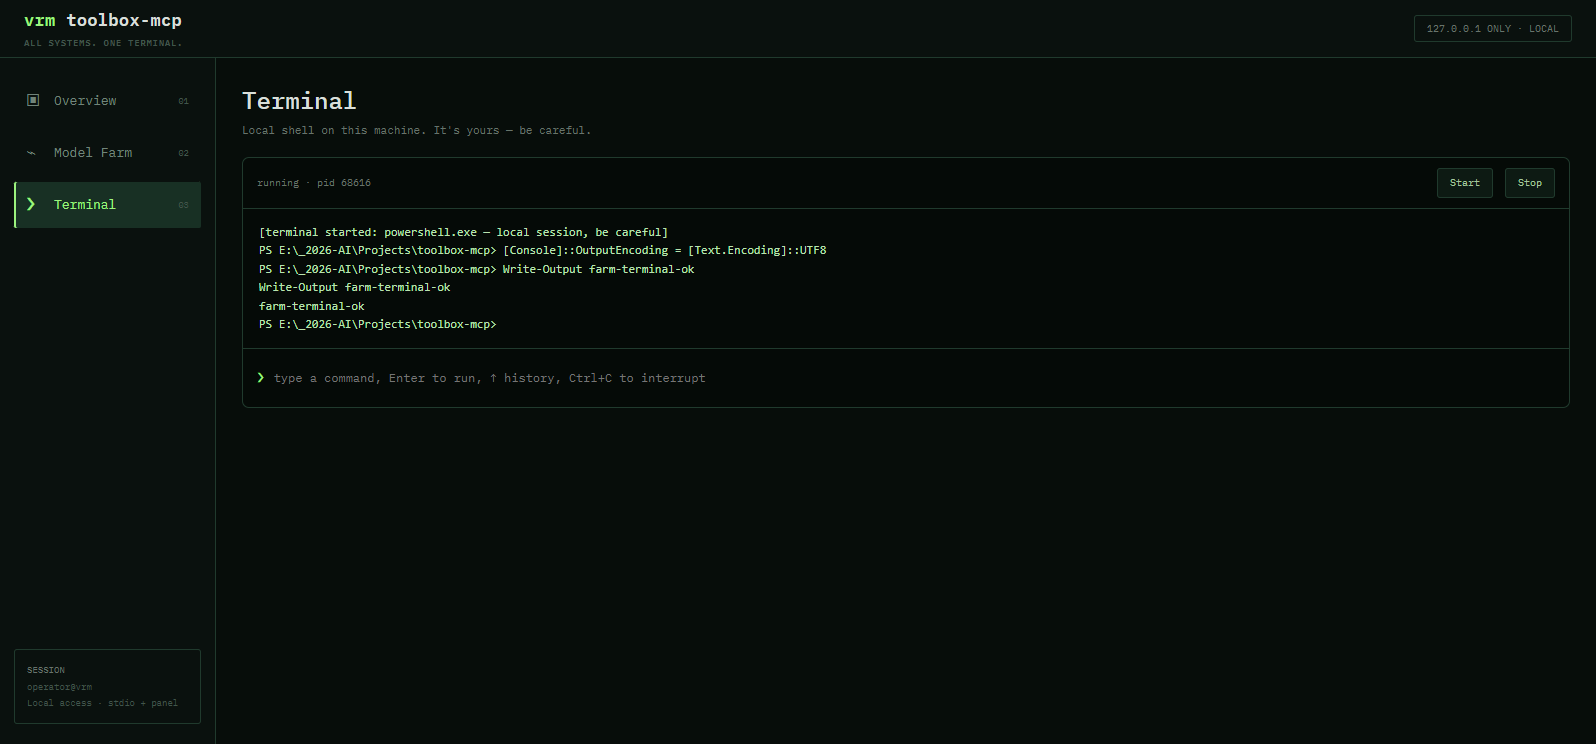 vrm toolbox-mcp
ALL SYSTEMS. ONE TERMINAL.
127.0.0.1 ONLY · LOCAL
Overview 01
Model Farm 02
Terminal 03
Terminal
Local shell on this machine. It's yours — be careful.
running · pid 68616
Start
Stop
[terminal started: powershell.exe — local session, be careful]
PS E:\_2026-AI\Projects\toolbox-mcp> [Console]::OutputEncoding = [Text.Encoding]::UTF8
PS E:\_2026-AI\Projects\toolbox-mcp> Write-Output farm-terminal-ok
Write-Output farm-terminal-ok
farm-terminal-ok
PS E:\_2026-AI\Projects\toolbox-mcp>
❯ type a command, Enter to run, ↑ history, Ctrl+C to interrupt
SESSION
operator@vrm
Local access · stdio + panel